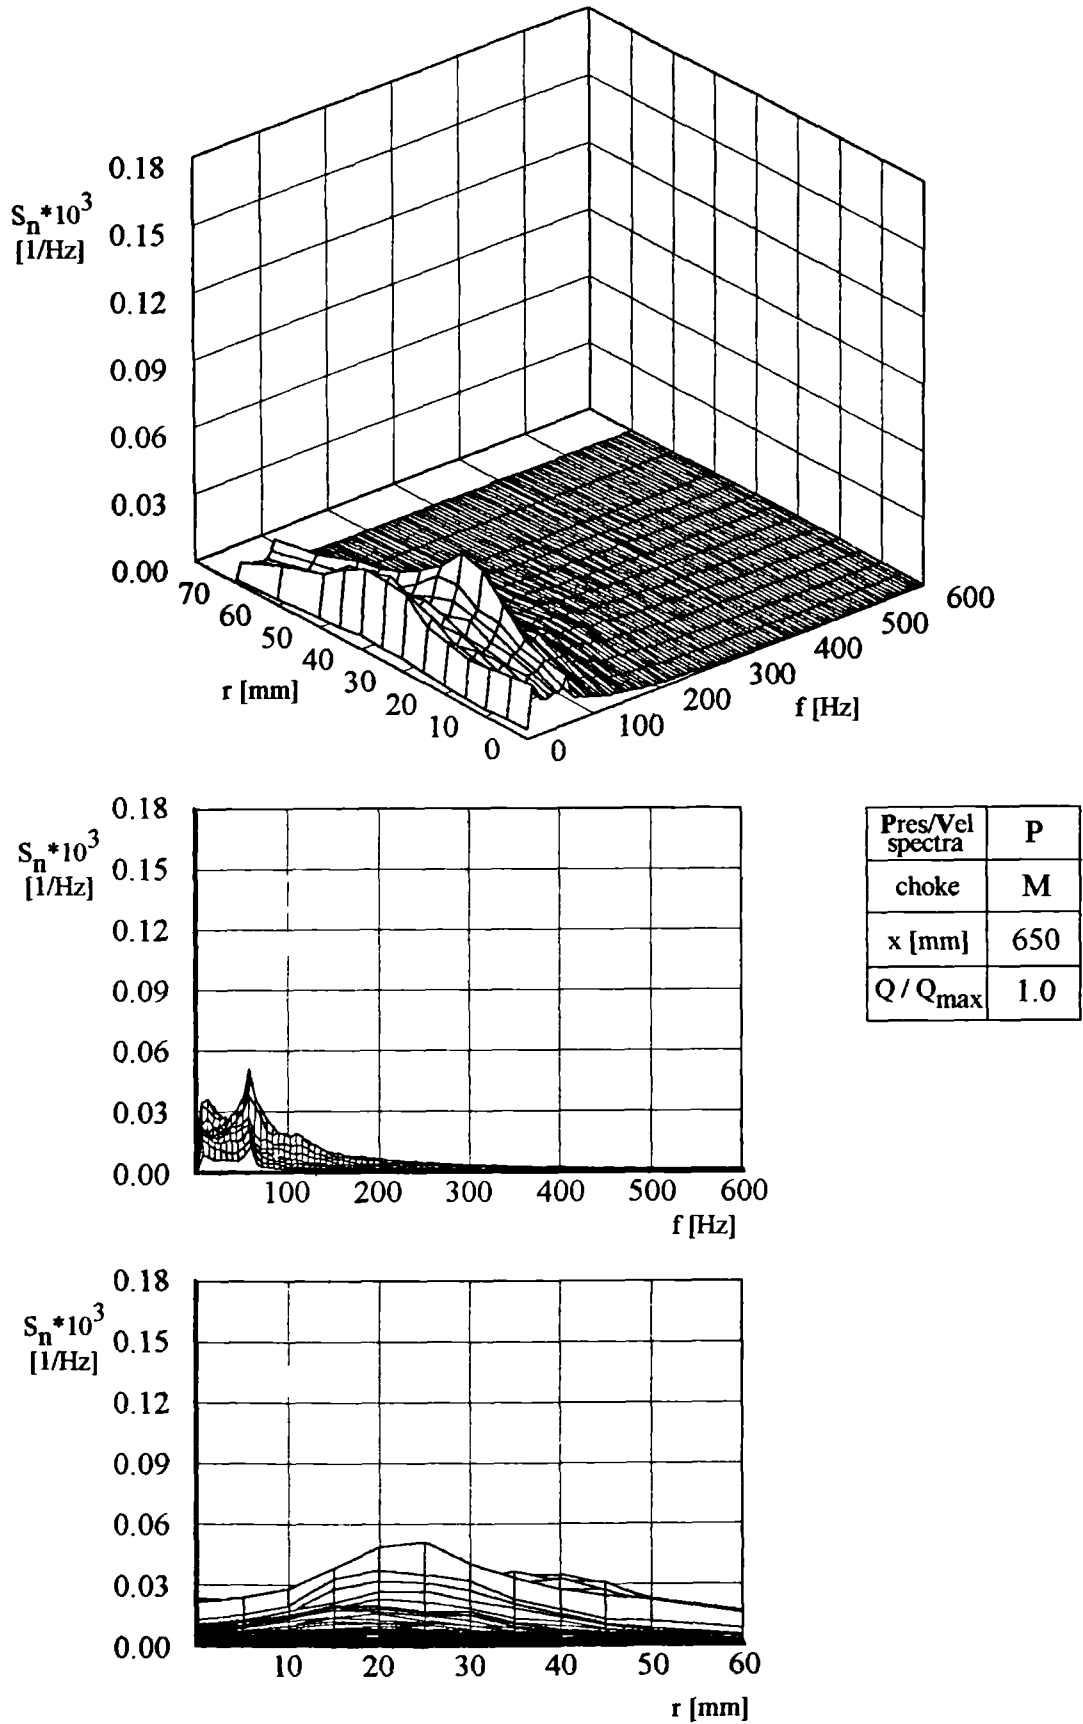 0.18
S_n*10^3
[1/Hz]
0.15
0.12
0.09
0.06
0.03
0.00
70
60
50
40
30
20
10
0
r [mm]
0
100
200
300
400
500
600
f [Hz]
0.18
S_n*10^3
[1/Hz]
0.15
0.12
0.09
0.06
0.03
0.00
100 200 300 400 500 600
f [Hz]
Pres/Vel spectra P
choke M
x [mm] 650
Q / Q_max 1.0
0.18
S_n*10^3
[1/Hz]
0.15
0.12
0.09
0.06
0.03
0.00
10 20 30 40 50 60
r [mm]